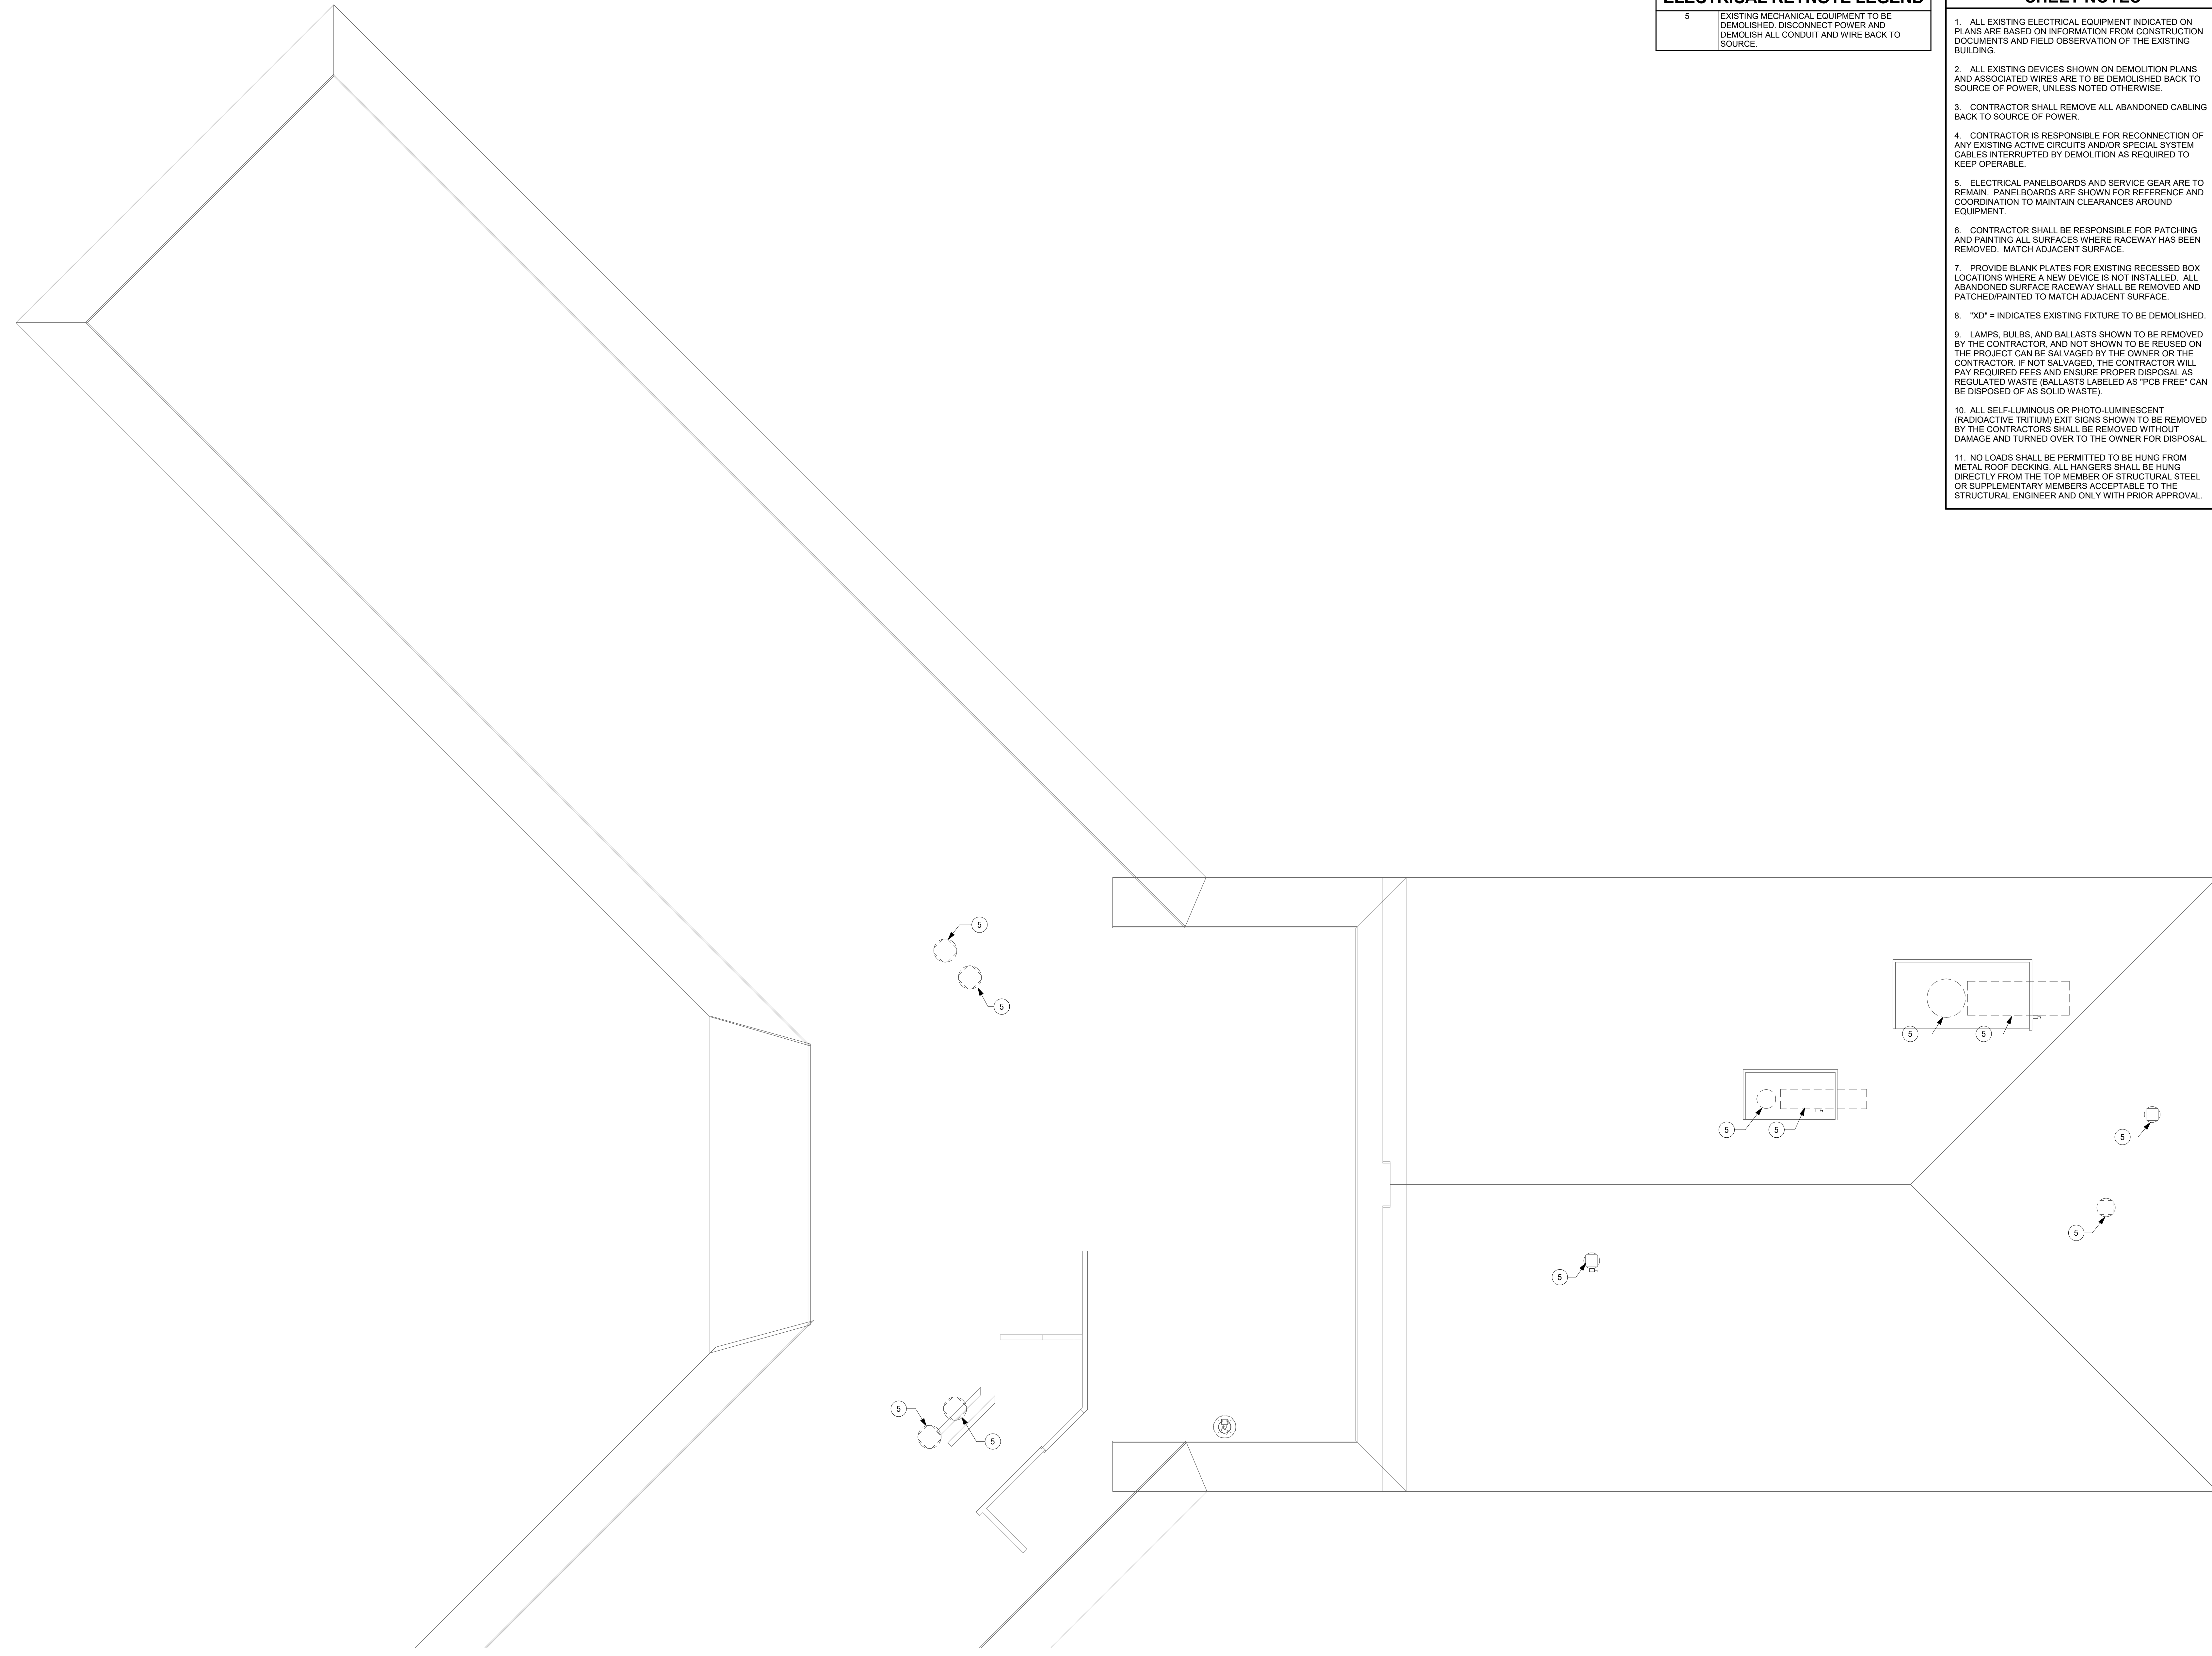 ELECTRICAL KEYNOTE LEGEND
5 EXISTING MECHANICAL EQUIPMENT TO BE
DEMOLISHED. DISCONNECT POWER AND
DEMOLISH ALL CONDUIT AND WIRE BACK TO
SOURCE.
SHEET NOTES
1. ALL EXISTING ELECTRICAL EQUIPMENT INDICATED ON
PLANS ARE BASED ON INFORMATION FROM CONSTRUCTION
DOCUMENTS AND FIELD OBSERVATION OF THE EXISTING
BUILDING.
2. ALL EXISTING DEVICES SHOWN ON DEMOLITION PLANS
AND ASSOCIATED WIRES ARE TO BE DEMOLISHED BACK TO
SOURCE OF POWER, UNLESS NOTED OTHERWISE.
3. CONTRACTOR SHALL REMOVE ALL ABANDONED CABLING
BACK TO SOURCE OF POWER.
4. CONTRACTOR IS RESPONSIBLE FOR RECONNECTION OF
ANY EXISTING ACTIVE CIRCUITS AND/OR SPECIAL SYSTEM
CABLES INTERRUPTED BY DEMOLITION AS REQUIRED TO
KEEP OPERABLE.
5. ELECTRICAL PANELBOARDS AND SERVICE GEAR ARE TO
REMAIN. PANELBOARDS ARE SHOWN FOR REFERENCE AND
COORDINATION TO MAINTAIN CLEARANCES AROUND
EQUIPMENT.
6. CONTRACTOR SHALL BE RESPONSIBLE FOR PATCHING
AND PAINTING ALL SURFACES WHERE RACEWAY HAS BEEN
REMOVED. MATCH ADJACENT SURFACE.
7. PROVIDE BLANK PLATES FOR EXISTING RECESSED BOX
LOCATIONS WHERE A NEW DEVICE IS NOT INSTALLED. ALL
ABANDONED SURFACE RACEWAY SHALL BE REMOVED AND
PATCHED/PAINTED TO MATCH ADJACENT SURFACE.
8. "XD" = INDICATES EXISTING FIXTURE TO BE DEMOLISHED.
9. LAMPS, BULBS, AND BALLASTS SHOWN TO BE REMOVED
BY THE CONTRACTOR, AND NOT SHOWN TO BE REUSED ON
THE PROJECT CAN BE SALVAGED BY THE OWNER OR THE
CONTRACTOR. IF NOT SALVAGED, THE CONTRACTOR WILL
PAY REQUIRED FEES AND ENSURE PROPER DISPOSAL AS
REGULATED WASTE (BALLASTS LABELED AS "PCB FREE" CAN
BE DISPOSED OF AS SOLID WASTE).
10. ALL SELF-LUMINOUS OR PHOTO-LUMINESCENT
(RADIOACTIVE TRITIUM) EXIT SIGNS SHOWN TO BE REMOVED
BY THE CONTRACTORS SHALL BE REMOVED WITHOUT
DAMAGE AND TURNED OVER TO THE OWNER FOR DISPOSAL.
11. NO LOADS SHALL BE PERMITTED TO BE HUNG FROM
METAL ROOF DECKING. ALL HANGERS SHALL BE HUNG
DIRECTLY FROM THE TOP MEMBER OF STRUCTURAL STEEL
OR SUPPLEMENTARY MEMBERS ACCEPTABLE TO THE
STRUCTURAL ENGINEER AND ONLY WITH PRIOR APPROVAL.
5
5
5
5
5
5
5
5
5
5
5